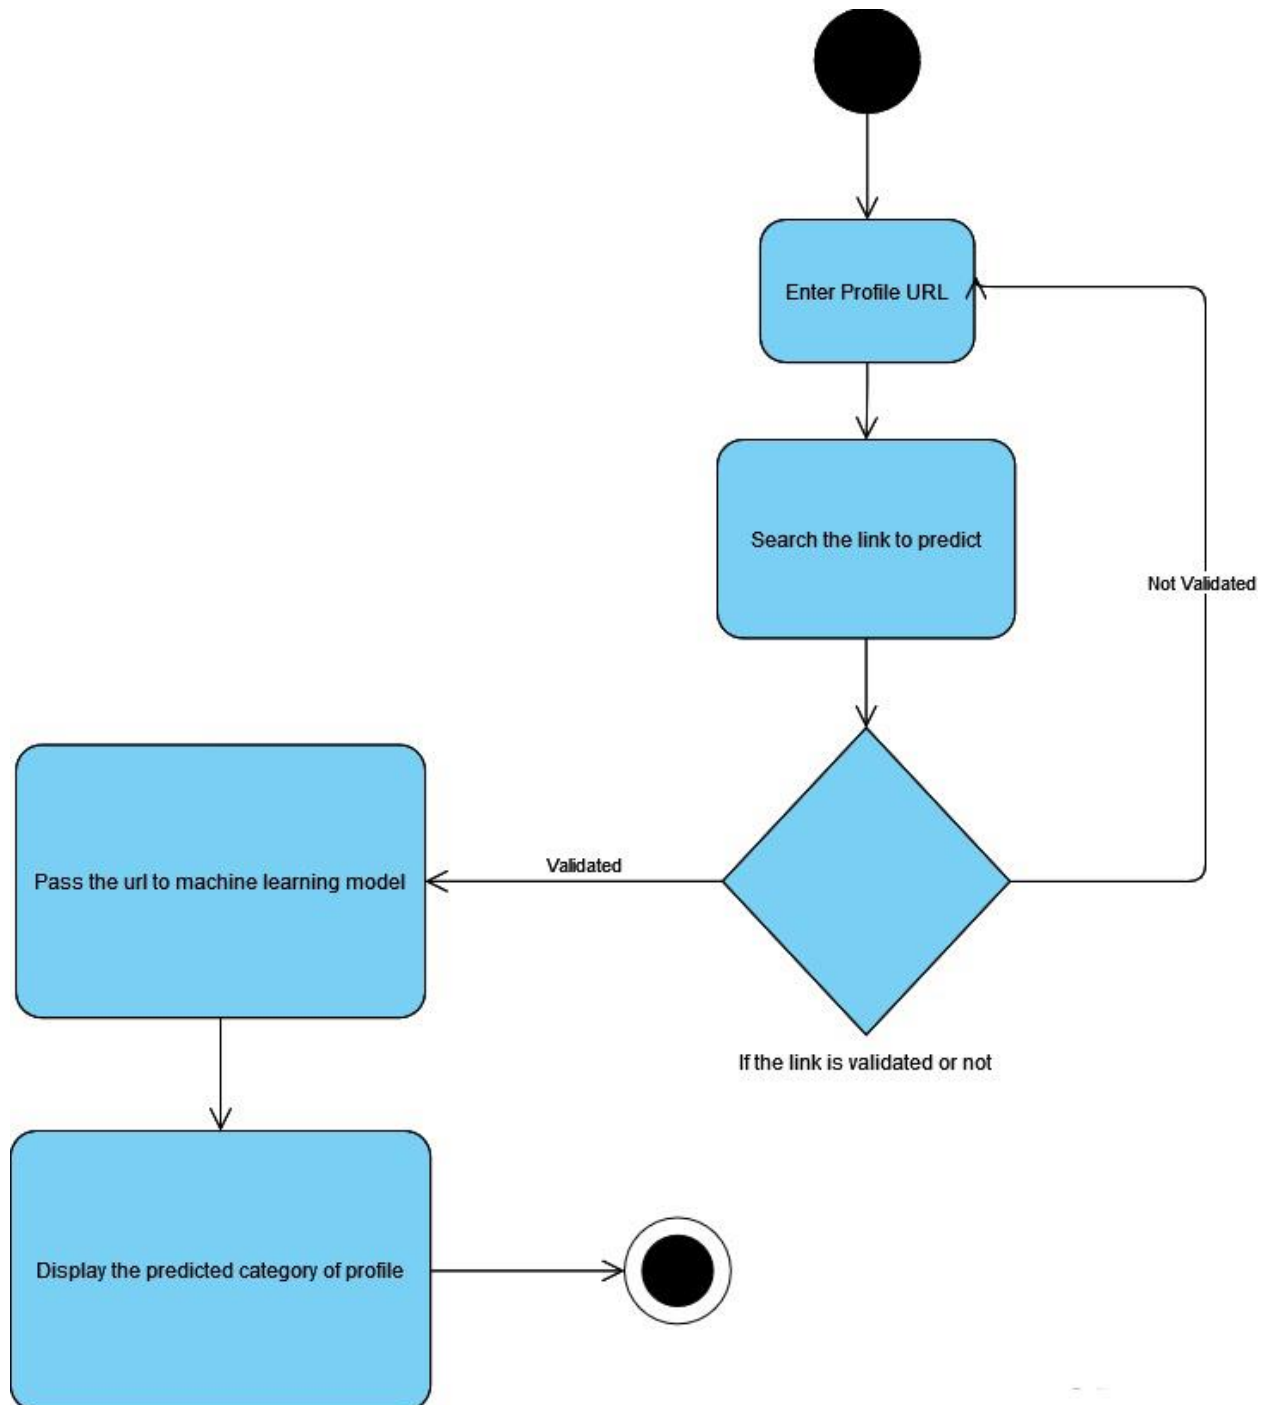 Enter Profile URL
Search the link to predict
Not Validated
Validated
Pass the url to machine learning model
If the link is validated or not
Display the predicted category of profile